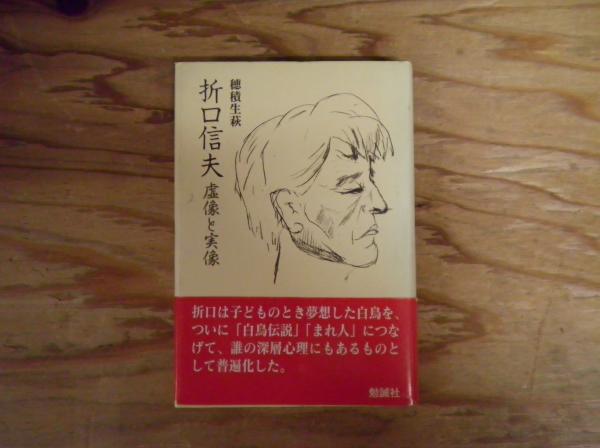 穂積生萩
折口信夫
虚像と実像
折口は子どものとき夢想した白鳥を、
ついに「白鳥伝説」「まれ人」につな
げて、誰の深層心理にもあるものと
して普遍化した。
勉誠社